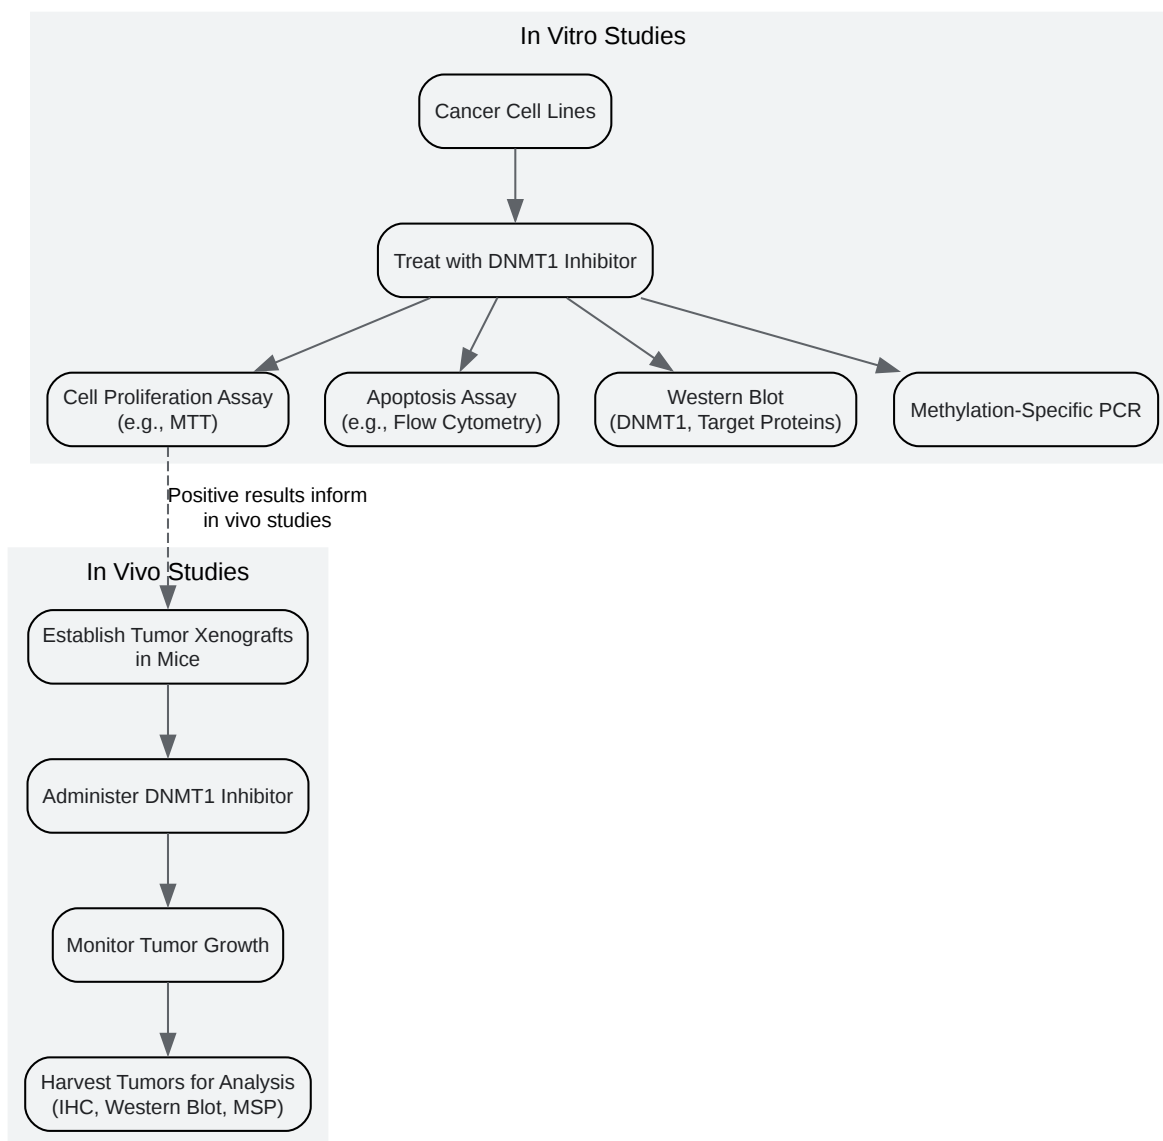 In Vitro Studies
Cancer Cell Lines
Treat with DNMT1 Inhibitor
Cell Proliferation Assay
(e.g., MTT)
Apoptosis Assay
(e.g., Flow Cytometry)
Western Blot
(DNMT1, Target Proteins)
Methylation-Specific PCR
Positive results inform
in vivo studies
In Vivo Studies
Establish Tumor Xenografts
in Mice
Administer DNMT1 Inhibitor
Monitor Tumor Growth
Harvest Tumors for Analysis
(IHC, Western Blot, MSP)